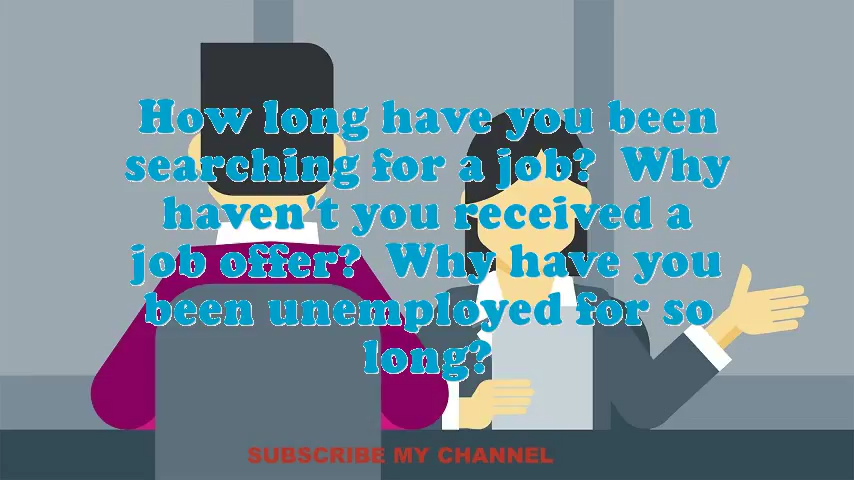 How long have you been
searching for a job?  Why
haven't you received a
job offer?  Why have you
been unemployed for so
long?
SUBSCRIBE MY CHANNEL